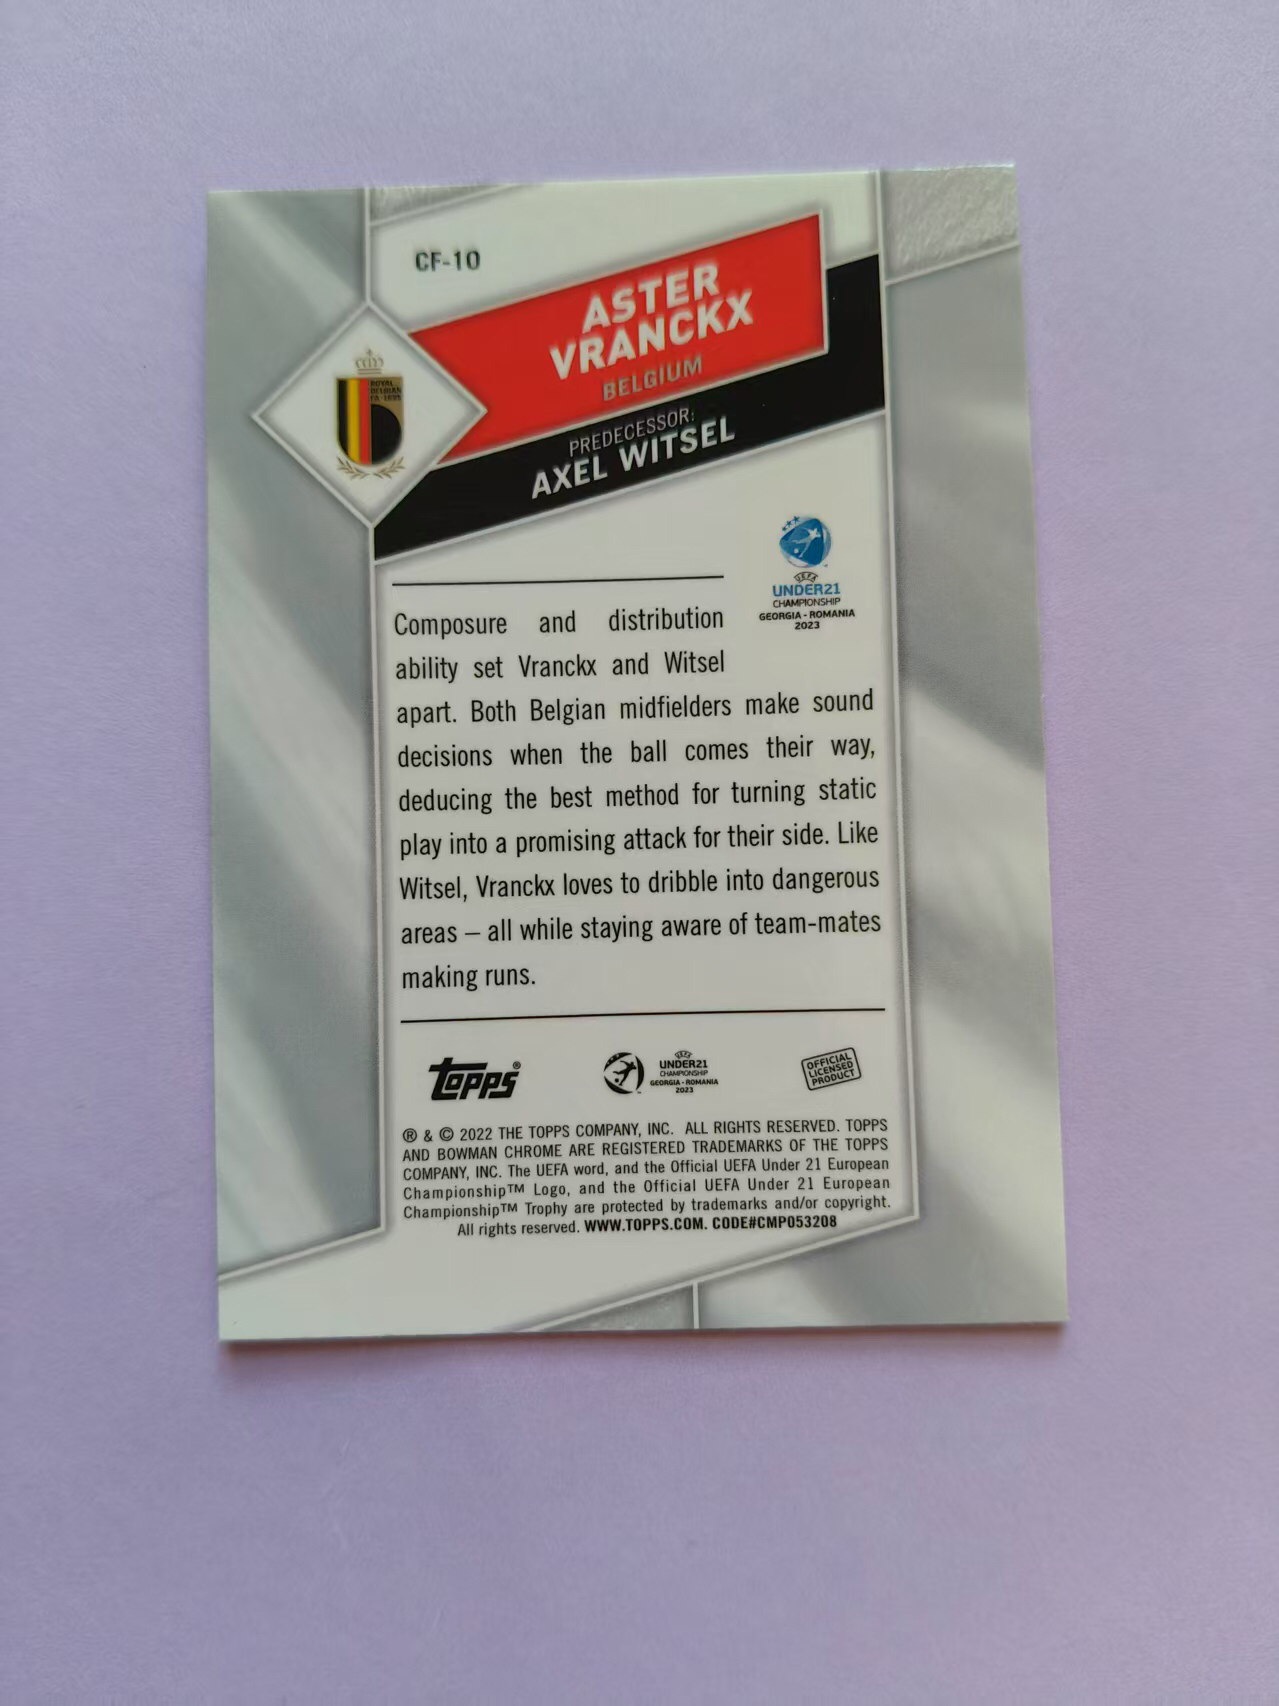 CF-10
ASTER
VRANCKX
BELGIUM
PREDECESSOR:
AXEL WITSEL
ROYAL
BELGIAN
FA·1895
UEFA
UNDER21
CHAMPIONSHIP
GEORGIA - ROMANIA
2023
Composure and distribution
ability set Vranckx and Witsel
apart. Both Belgian midfielders make sound
decisions when the ball comes their way,
deducing the best method for turning static
play into a promising attack for their side. Like
Witsel, Vranckx loves to dribble into dangerous
areas – all while staying aware of team-mates
making runs.
topps®
UEFA
UNDER21
CHAMPIONSHIP
GEORGIA - ROMANIA
2023
OFFICIAL
LICENSED
PRODUCT
® & © 2022 THE TOPPS COMPANY, INC. ALL RIGHTS RESERVED. TOPPS
AND BOWMAN CHROME ARE REGISTERED TRADEMARKS OF THE TOPPS
COMPANY, INC. The UEFA word, and the Official UEFA Under 21 European
Championship™ Logo, and the Official UEFA Under 21 European
Championship™ Trophy are protected by trademarks and/or copyright.
All rights reserved. WWW.TOPPS.COM. CODE#CMP053208